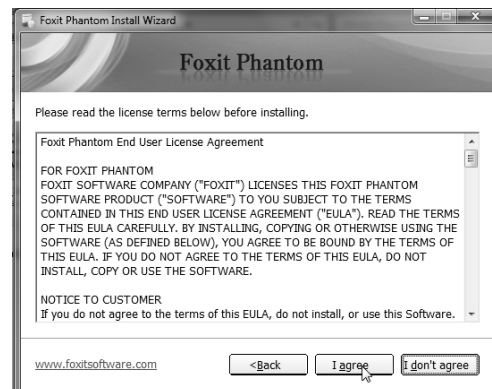 Foxit Phantom Install Wizard
Foxit Phantom
Please read the license terms below before installing.
Foxit Phantom End User License Agreement
FOR FOXIT PHANTOM
FOXIT SOFTWARE COMPANY ("FOXIT") LICENSES THIS FOXIT PHANTOM
SOFTWARE PRODUCT ("SOFTWARE") TO YOU SUBJECT TO THE TERMS
CONTAINED IN THIS END USER LICENSE AGREEMENT ("EULA"). READ THE TERMS
OF THIS EULA CAREFULLY. BY INSTALLING, COPYING OR OTHERWISE USING THE
SOFTWARE (AS DEFINED BELOW), YOU AGREE TO BE BOUND BY THE TERMS OF
THIS EULA. IF YOU DO NOT AGREE TO THE TERMS OF THIS EULA, DO NOT
INSTALL, COPY OR USE THE SOFTWARE.
NOTICE TO CUSTOMER
If you do not agree to the terms of this EULA, do not install, or use this Software.
www.foxitsoftware.com <Back I agree I don't agree